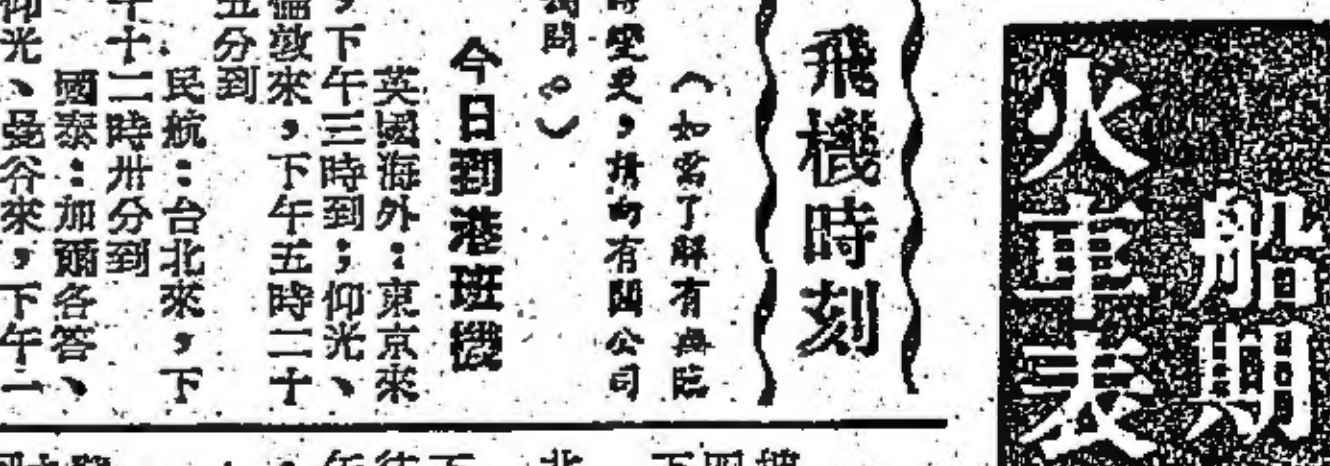 船期
火車表
飛機時刻
（如需了解有無臨
時變更，請向有關公司
詢問。）
今日到港班機
英國海外：東京來
，下午三時到；仰光、
倫敦來，下午五時二十
五分到
民航：台北來，下
午十二時卅分到
國泰：加爾各答、
仰光、曼谷來，下午一